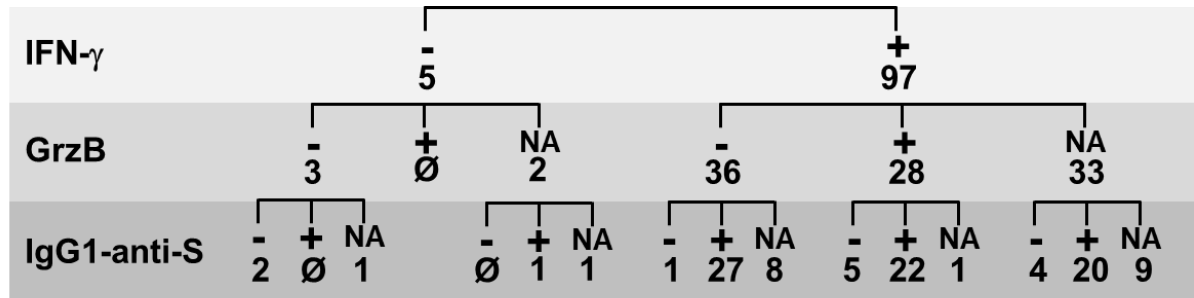 IFN-γ - +
5 97
GrzB - + NA - + NA
3 Ø 2 36 28 33
IgG1-anti-S - + NA - + NA - + NA - + NA - + NA
2 Ø 1 Ø 1 1 1 27 8 5 22 1 4 20 9